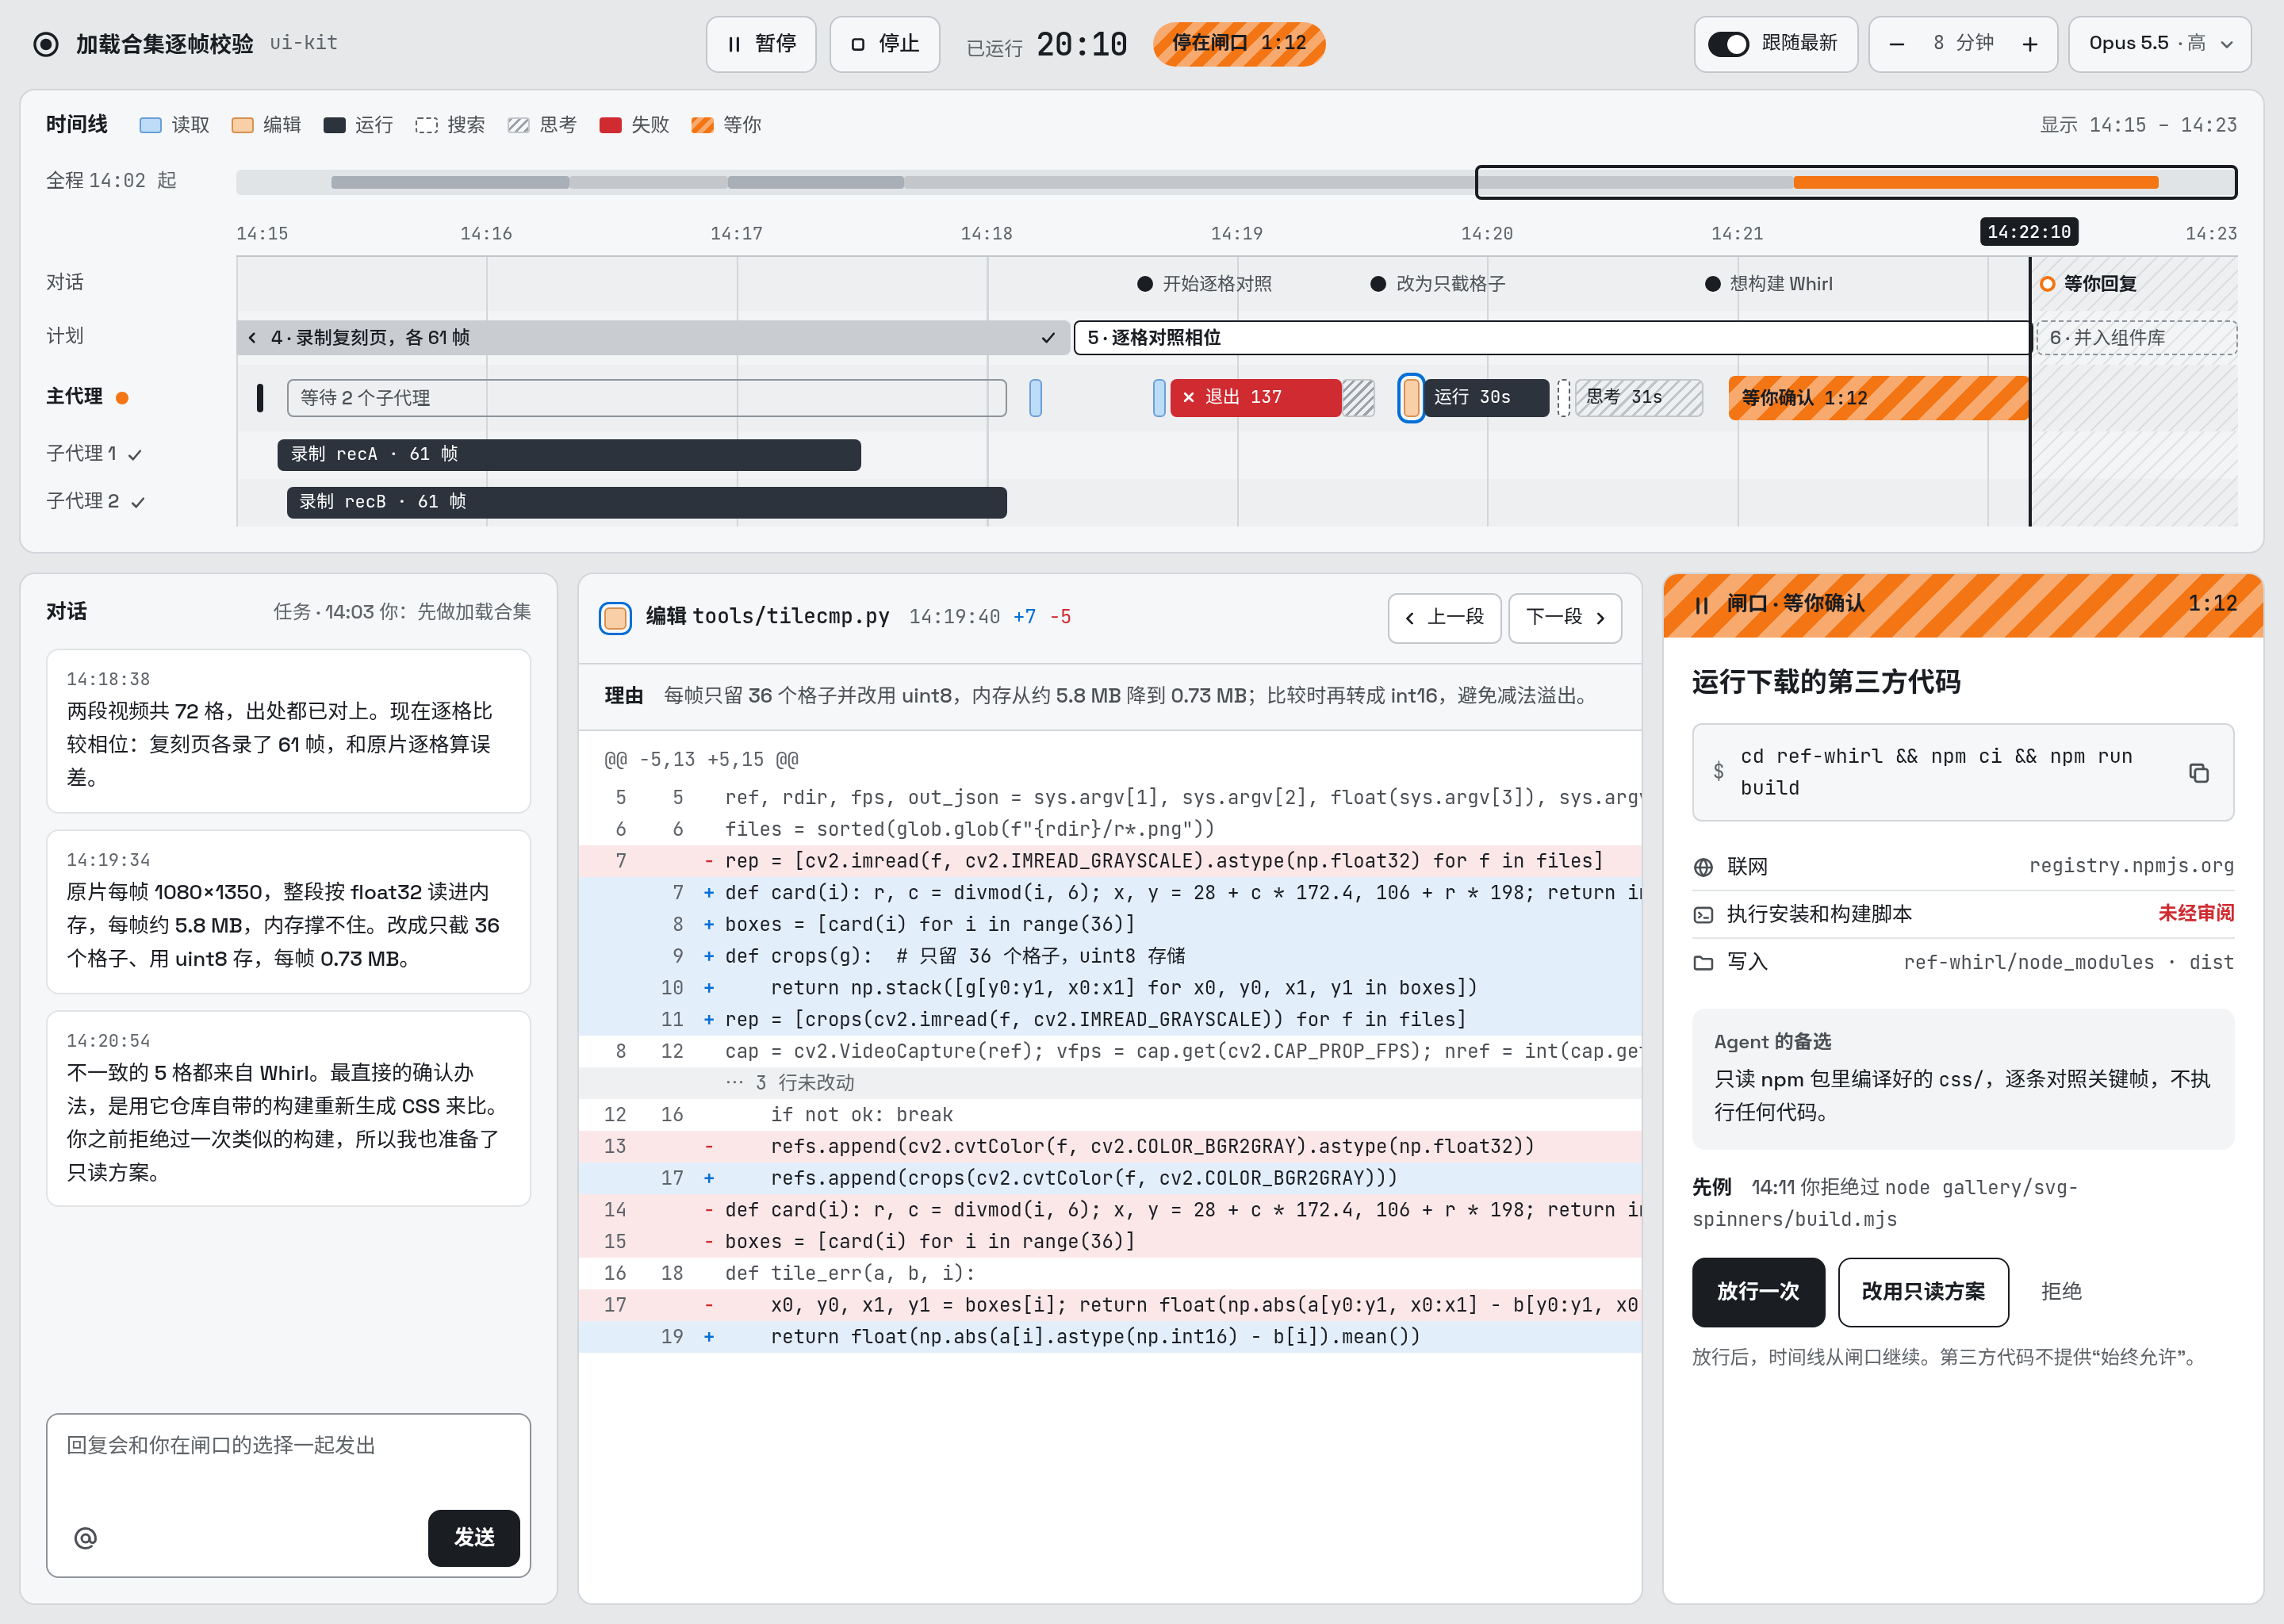 加载合集逐帧校验 ui-kit
暂停
停止
已运行 20:10
停在闸口 1:12
跟随最新
8 分钟
Opus 5.5 · 高
时间线
读取
编辑
运行
搜索
思考
失败
等你
显示 14:15 – 14:23
全程 14:02 起
14:15
14:16
14:17
14:18
14:19
14:20
14:21
14:22:10
14:23
对话
开始逐格对照
改为只截格子
想构建 Whirl
等你回复
计划
4 · 录制复刻页，各 61 帧
5 · 逐格对照相位
6 · 并入组件库
主代理
等待 2 个子代理
退出 137
运行 30s
思考 31s
等你确认 1:12
子代理 1
录制 recA · 61 帧
子代理 2
录制 recB · 61 帧
对话
任务 · 14:03 你：先做加载合集
14:18:38
两段视频共 72 格，出处都已对上。现在逐格比
较相位：复刻页各录了 61 帧，和原片逐格算误
差。
14:19:34
原片每帧 1080×1350，整段按 float32 读进内
存，每帧约 5.8 MB，内存撑不住。改成只截 36
个格子、用 uint8 存，每帧 0.73 MB。
14:20:54
不一致的 5 格都来自 Whirl。最直接的确认办
法，是用它仓库自带的构建重新生成 CSS 来比。
你之前拒绝过一次类似的构建，所以我也准备了
只读方案。
回复会和你在闸口的选择一起发出
@
发送
编辑 tools/tilecmp.py 14:19:40 +7 -5
上一段
下一段
理由 每帧只留 36 个格子并改用 uint8，内存从约 5.8 MB 降到 0.73 MB；比较时再转成 int16，避免减法溢出。
@@ -5,13 +5,15 @@
5 5 ref, rdir, fps, out_json = sys.argv[1], sys.argv[2], float(sys.argv[3]), sys.argv
6 6 files = sorted(glob.glob(f"{rdir}/r*.png"))
7 - rep = [cv2.imread(f, cv2.IMREAD_GRAYSCALE).astype(np.float32) for f in files]
7 + def card(i): r, c = divmod(i, 6); x, y = 28 + c * 172.4, 106 + r * 198; return in
8 + boxes = [card(i) for i in range(36)]
9 + def crops(g):  # 只留 36 个格子，uint8 存储
10 + return np.stack([g[y0:y1, x0:x1] for x0, y0, x1, y1 in boxes])
11 + rep = [crops(cv2.imread(f, cv2.IMREAD_GRAYSCALE)) for f in files]
8 12 cap = cv2.VideoCapture(ref); vfps = cap.get(cv2.CAP_PROP_FPS); nref = int(cap.get
··· 3 行未改动
12 16 if not ok: break
13 - refs.append(cv2.cvtColor(f, cv2.COLOR_BGR2GRAY).astype(np.float32))
17 + refs.append(crops(cv2.cvtColor(f, cv2.COLOR_BGR2GRAY)))
14 - def card(i): r, c = divmod(i, 6); x, y = 28 + c * 172.4, 106 + r * 198; return in
15 - boxes = [card(i) for i in range(36)]
16 18 def tile_err(a, b, i):
17 - x0, y0, x1, y1 = boxes[i]; return float(np.abs(a[y0:y1, x0:x1] - b[y0:y1, x0
19 + return float(np.abs(a[i].astype(np.int16) - b[i]).mean())
闸口 · 等你确认 1:12
运行下载的第三方代码
$ cd ref-whirl && npm ci && npm run
build
联网 registry.npmjs.org
执行安装和构建脚本 未经审阅
写入 ref-whirl/node_modules · dist
Agent 的备选
只读 npm 包里编译好的 css/，逐条对照关键帧，不执
行任何代码。
先例 14:11 你拒绝过 node gallery/svg-
spinners/build.mjs
放行一次
改用只读方案
拒绝
放行后，时间线从闸口继续。第三方代码不提供“始终允许”。